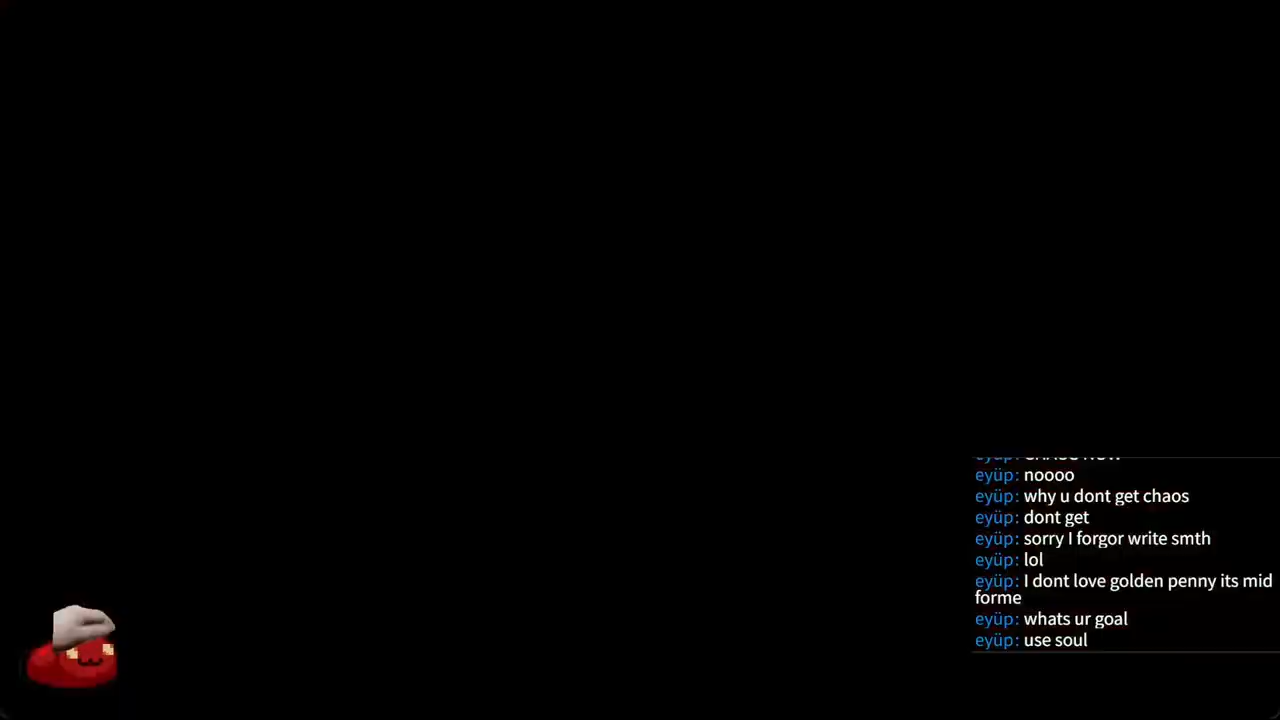 eyüp: noooo
eyüp: why u dont get chaos
eyüp: dont get
eyüp: sorry I forgor write smth
eyüp: lol
eyüp: I dont love golden penny its mid
forme
eyüp: whats ur goal
eyüp: use soul